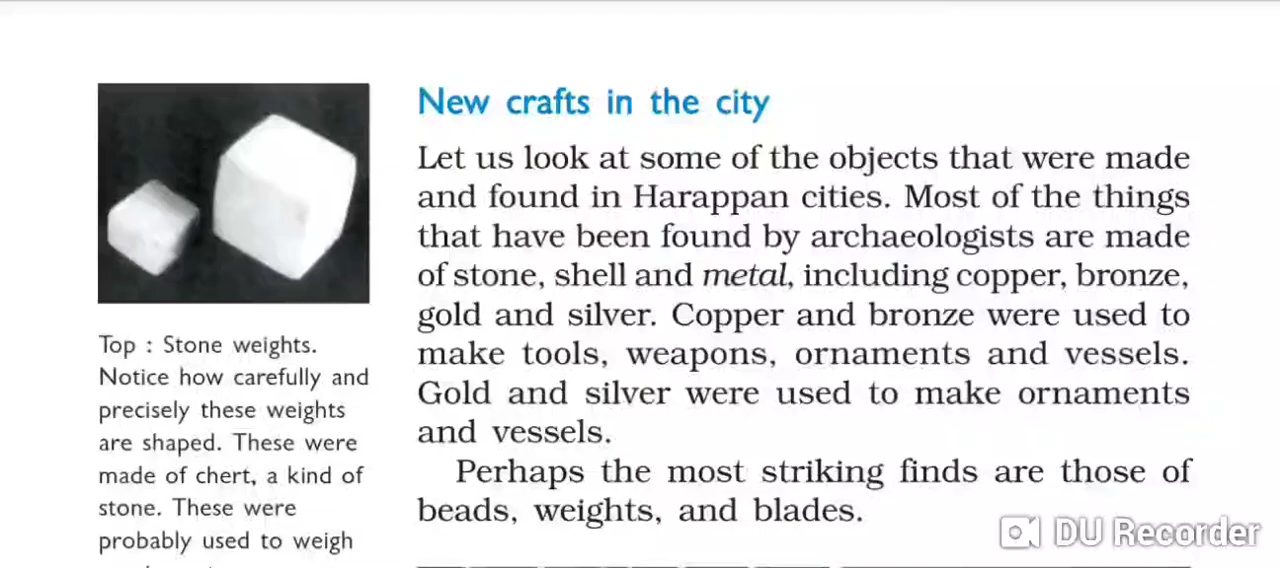 New crafts in the city
Let us look at some of the objects that were made
and found in Harappan cities. Most of the things
that have been found by archaeologists are made
of stone, shell and metal, including copper, bronze,
gold and silver. Copper and bronze were used to
make tools, weapons, ornaments and vessels.
Gold and silver were used to make ornaments
and vessels.
Perhaps the most striking finds are those of
beads, weights, and blades.
Top : Stone weights.
Notice how carefully and
precisely these weights
are shaped. These were
made of chert, a kind of
stone. These were
probably used to weigh
DU Recorder